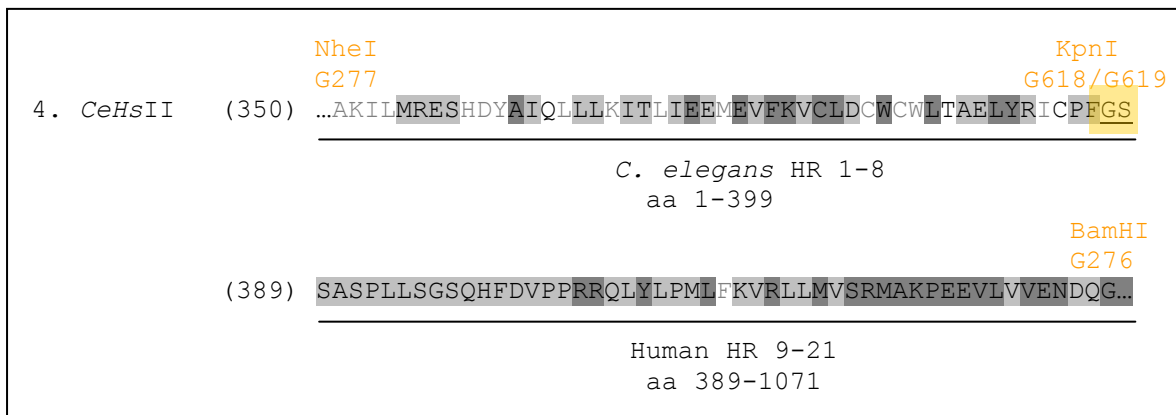 NheI KpnI
G277 G618/G619
4. CeHsII (350) …AKILMRESHDYAIQLLLKITLIEEMEVFKVCLDCWCWLTAELYRICPFGS
C. elegans HR 1-8
aa 1-399
BamHI
G276
(389) SASPLLSGSQHFDVPPRRQLYLPMLFKVRLLMVSRMAKPEEVLVVENDQG…
Human HR 9-21
aa 389-1071